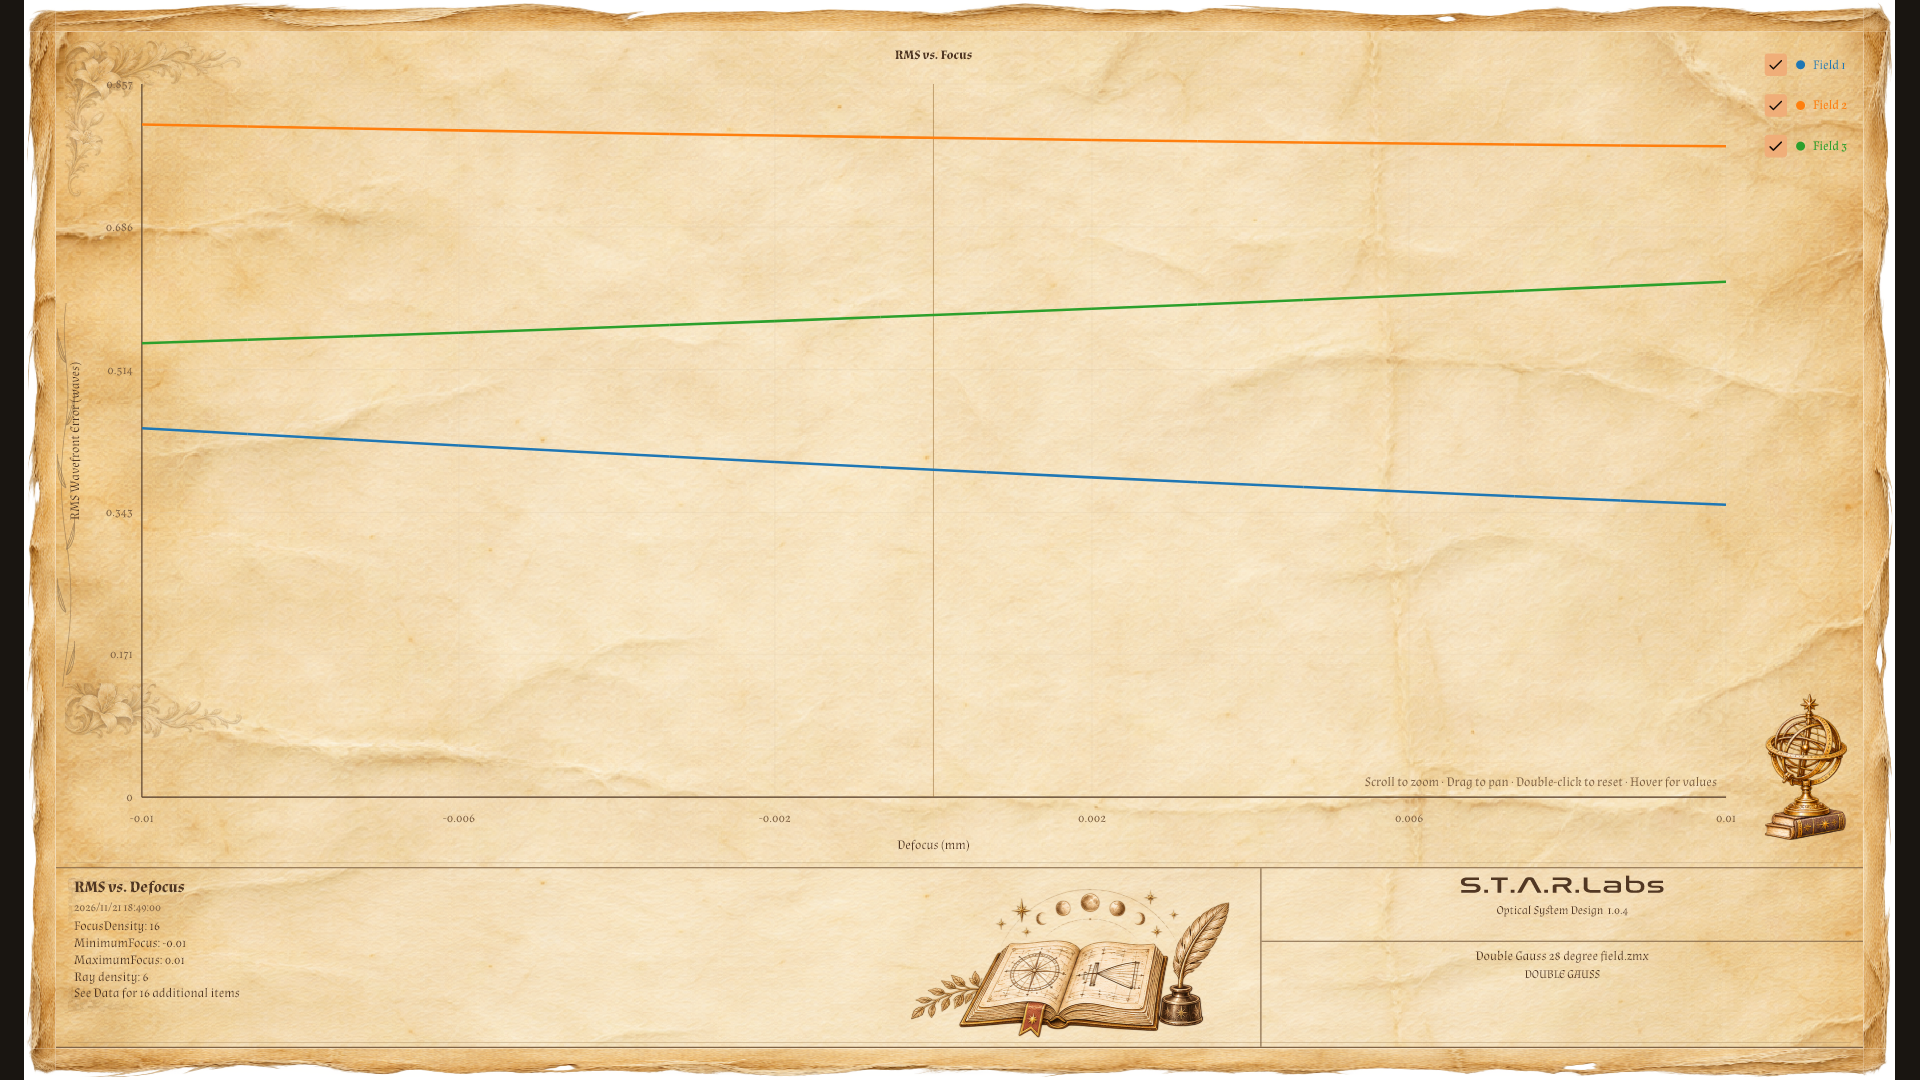 RMS vs. Focus
Field 1
Field 2
Field 3
0.857
0.686
0.514
0.343
0.171
0
RMS Wavefront Error (waves)
Scroll to zoom · Drag to pan · Double-click to reset · Hover for values
-0.01
-0.006
-0.002
0.002
0.006
0.01
Defocus (mm)
RMS vs. Defocus
2026/11/21 18:49:00
FocusDensity: 16
MinimumFocus: -0.01
MaximumFocus: 0.01
Ray density: 6
See Data for 16 additional items
S.T.A.R.Labs
Optical System Design 1.0.4
Double Gauss 28 degree field.zmx
DOUBLE GAUSS